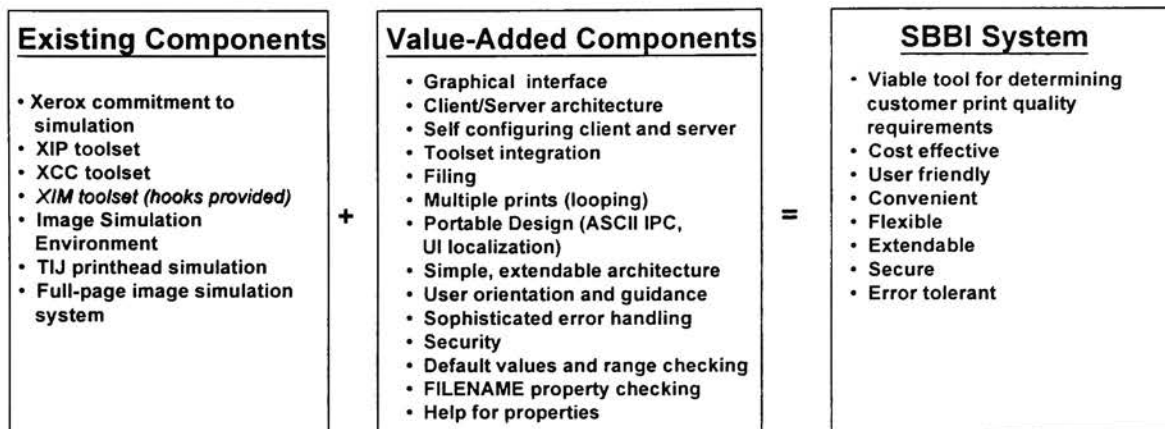 Existing Components
• Xerox commitment to
simulation
• XIP toolset
• XCC toolset
• XIM toolset (hooks provided)
• Image Simulation
Environment
• TIJ printhead simulation
• Full-page image simulation
system
+
Value-Added Components
• Graphical interface
• Client/Server architecture
• Self configuring client and server
• Toolset integration
• Filing
• Multiple prints (looping)
• Portable Design (ASCII IPC,
UI localization)
• Simple, extendable architecture
• User orientation and guidance
• Sophisticated error handling
• Security
• Default values and range checking
• FILENAME property checking
• Help for properties
=
SBBI System
• Viable tool for determining
customer print quality
requirements
• Cost effective
• User friendly
• Convenient
• Flexible
• Extendable
• Secure
• Error tolerant